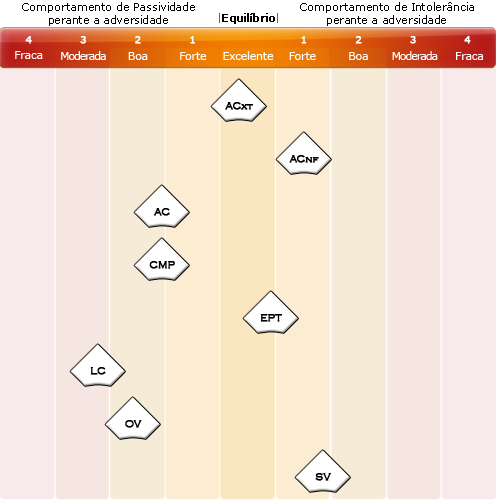 Comportamento de Passividade
perante a adversidade
|Equilíbrio|
Comportamento de Intolerância
perante a adversidade
4 3 2 1 1 2 3 4
Fraca Moderada Boa Forte Excelente Forte Boa Moderada Fraca
ACXT
ACNF
AC
CMP
EPT
LC
OV
SV